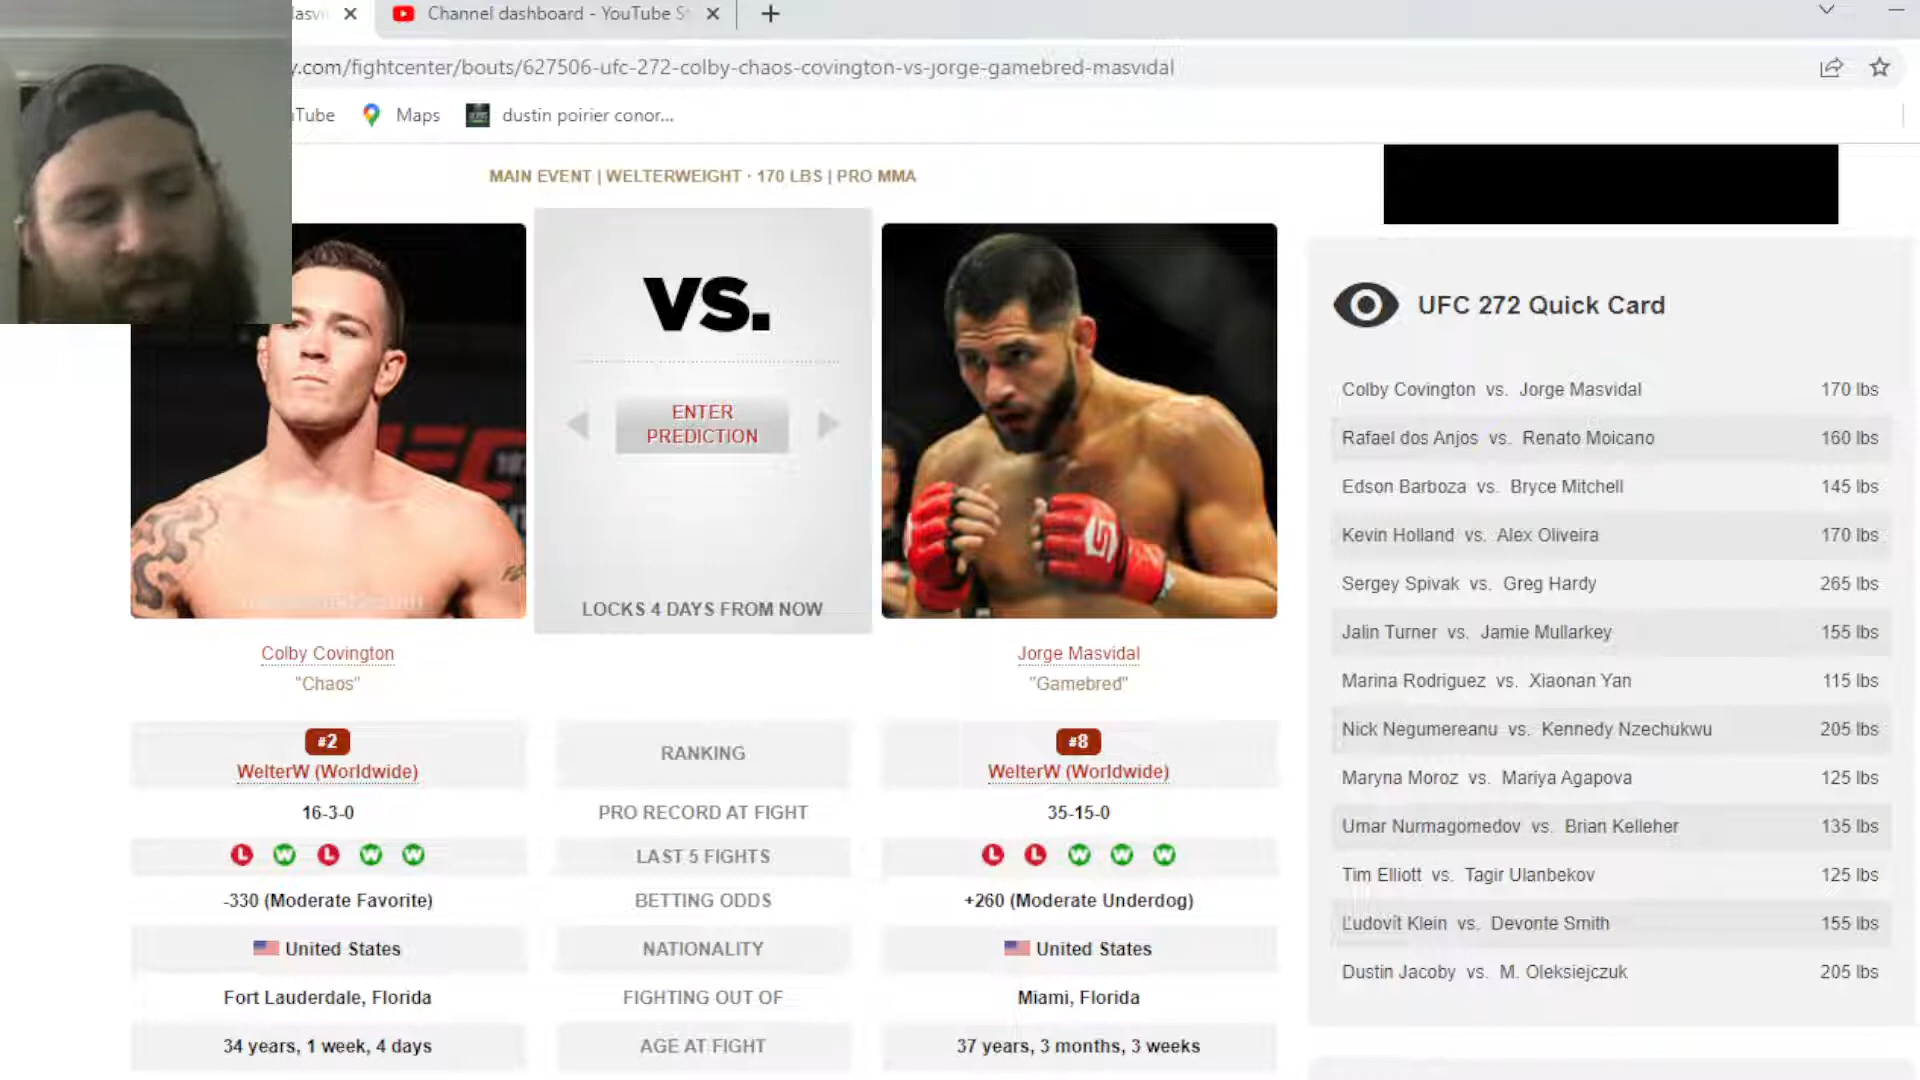 Channel dashboard - YouTube S
y.com/fightcenter/bouts/627506-ufc-272-colby-chaos-covington-vs-jorge-gamebred-masvidal
Tube
Maps
dustin poirier conor...
MAIN EVENT | WELTERWEIGHT · 170 LBS | PRO MMA
VS.
ENTER
PREDICTION
LOCKS 4 DAYS FROM NOW
Colby Covington
"Chaos"
Jorge Masvidal
"Gamebred"
#2
WelterW (Worldwide)
RANKING
#8
WelterW (Worldwide)
16-3-0
PRO RECORD AT FIGHT
35-15-0
L W L W W
LAST 5 FIGHTS
L L W W W
-330 (Moderate Favorite)
BETTING ODDS
+260 (Moderate Underdog)
United States
NATIONALITY
United States
Fort Lauderdale, Florida
FIGHTING OUT OF
Miami, Florida
34 years, 1 week, 4 days
AGE AT FIGHT
37 years, 3 months, 3 weeks
UFC 272 Quick Card
Colby Covington vs. Jorge Masvidal 170 lbs
Rafael dos Anjos vs. Renato Moicano 160 lbs
Edson Barboza vs. Bryce Mitchell 145 lbs
Kevin Holland vs. Alex Oliveira 170 lbs
Sergey Spivak vs. Greg Hardy 265 lbs
Jalin Turner vs. Jamie Mullarkey 155 lbs
Marina Rodriguez vs. Xiaonan Yan 115 lbs
Nick Negumereanu vs. Kennedy Nzechukwu 205 lbs
Maryna Moroz vs. Mariya Agapova 125 lbs
Umar Nurmagomedov vs. Brian Kelleher 135 lbs
Tim Elliott vs. Tagir Ulanbekov 125 lbs
Ľudovít Klein vs. Devonte Smith 155 lbs
Dustin Jacoby vs. M. Oleksiejczuk 205 lbs